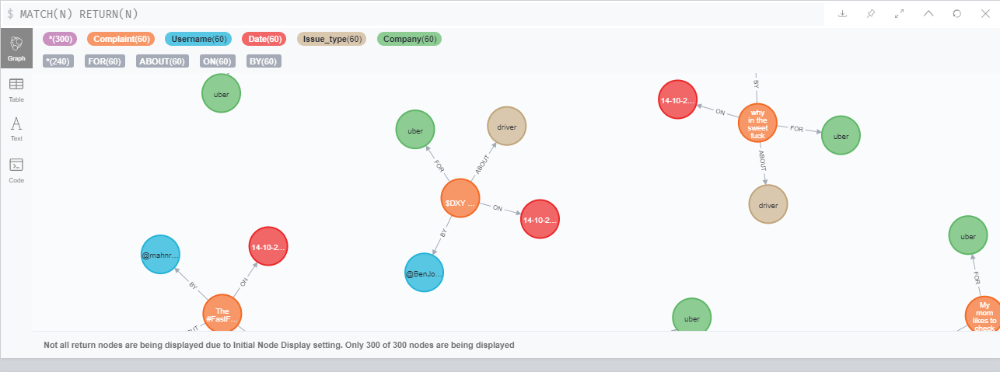 $ MATCH(N) RETURN(N)
*(300) Complaint(60) Username(60) Date(60) Issue_type(60) Company(60)
*(240) FOR(60) ABOUT(60) ON(60) BY(60)
Graph
Table
Text
Code
uber
uber
driver
FOR
ABOUT
$DXY ...
ON
14-10-2...
BY
@BenJo...
BY
14-10-2...
ON
why
in the
sweet
fuck
FOR
uber
ABOUT
driver
@mahnr...
14-10-2...
BY
ON
The
#FastF...
UT
uber
uber
FOR
My
mom
likes to
check
Not all return nodes are being displayed due to Initial Node Display setting. Only 300 of 300 nodes are being displayed